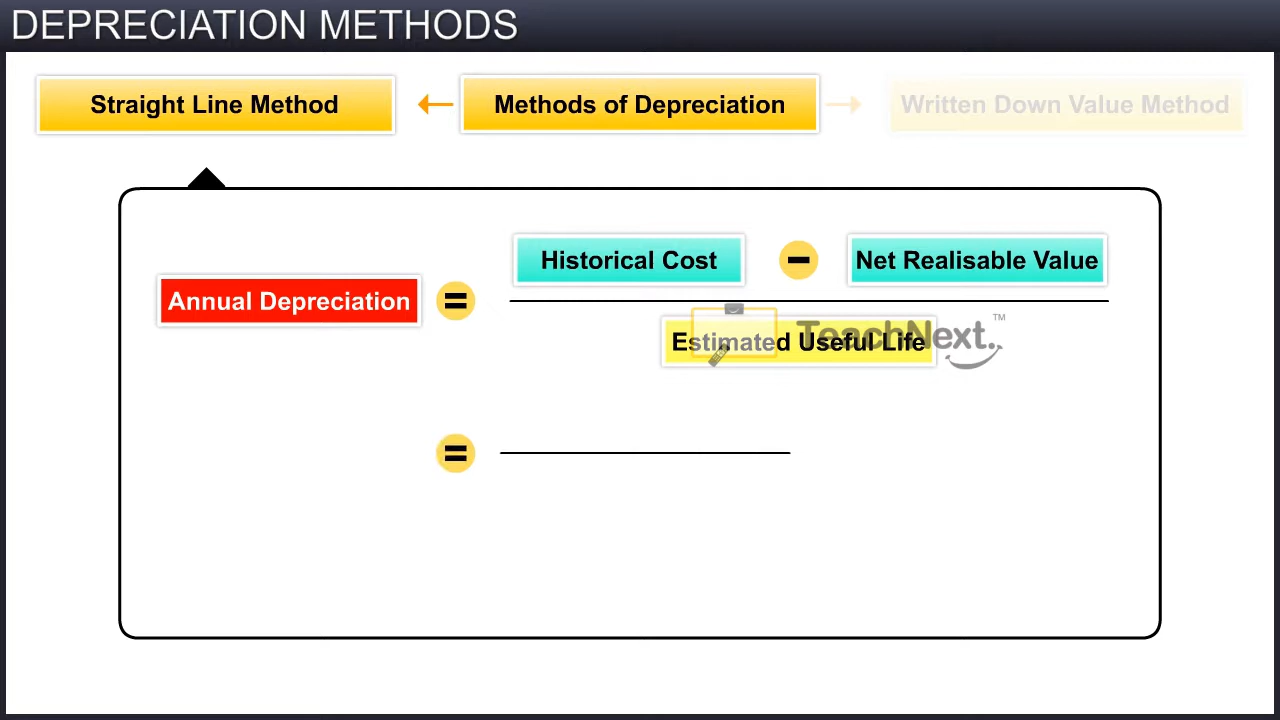 DEPRECIATION METHODS
Straight Line Method
Methods of Depreciation
Written Down Value Method
Historical Cost
Net Realisable Value
Annual Depreciation
TeachNext.™
Estimated Useful Life